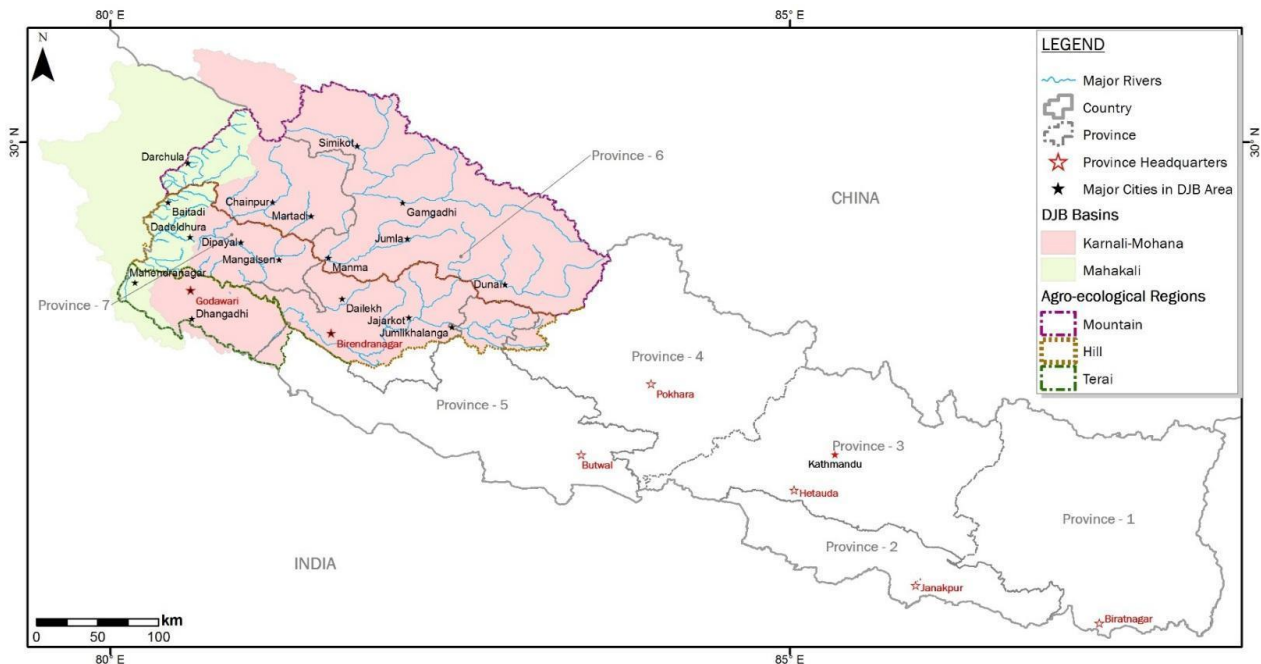 80° E
85° E
N
30° N
30° N
LEGEND
Major Rivers
Country
Province
Province Headquarters
Major Cities in DJB Area
DJB Basins
Karnali-Mohana
Mahakali
Agro-ecological Regions
Mountain
Hill
Terai
Simikot
Province - 6
Darchula
CHINA
Baitadi
Chainpur
Gamgadhi
Martadi
Dadeldhura
Dipayal
Jumla
Mangalsen
Manma
Mahendranagar
Dunai
Godawari
Province - 7
Dailekh
Dhangadhi
Jajarkot
Jumlikhalanga
Birendranagar
Province - 4
Pokhara
Province - 5
Province - 3
Butwal
Kathmandu
Hetauda
Province - 1
Province - 2
INDIA
Janakpur
Biratnagar
km
0 50 100
80° E
85° E